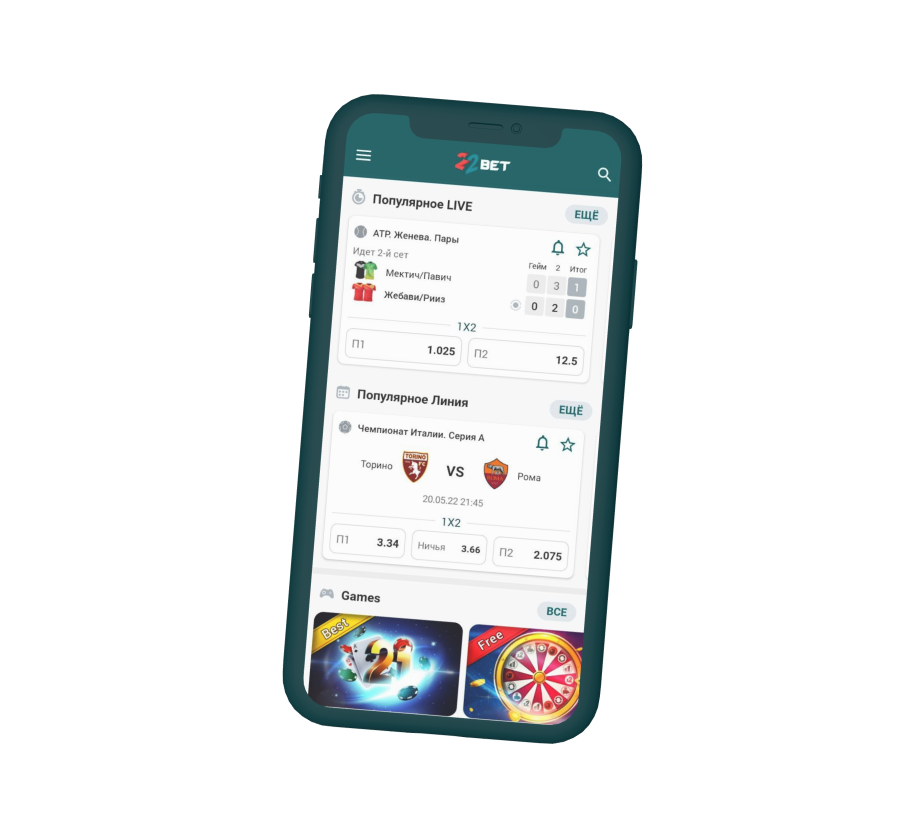 22BET
Популярное LIVE
ЕЩЁ
ATP. Женева. Пары
Идет 2-й сет
Гейм 2 Итог
Мектич/Павич
0 3 1
Жебави/Рииз
0 2 0
1X2
П1 1.025
П2 12.5
Популярное Линия
ЕЩЁ
Чемпионат Италии. Серия А
Торино
TORINO
VS
ROMA
Рома
20.05.22 21:45
1X2
П1 3.34
Ничья 3.66
П2 2.075
Games
ВСЕ
Best
21
Free